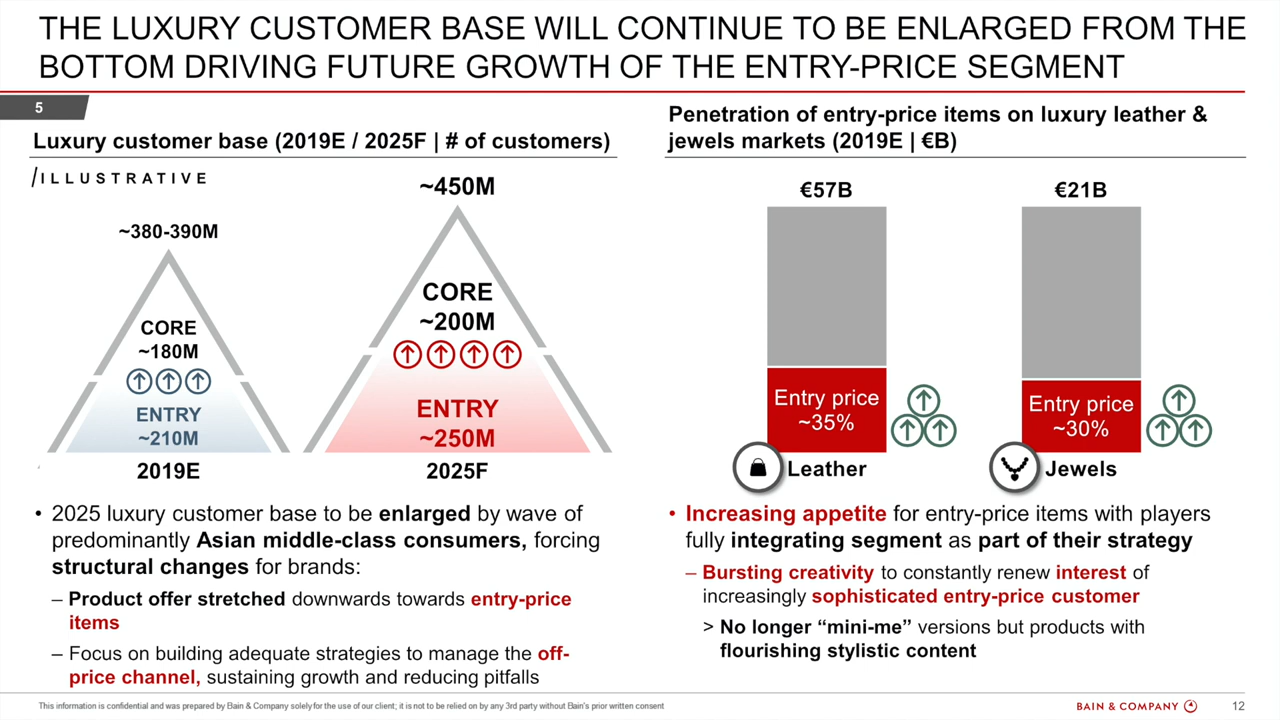 THE LUXURY CUSTOMER BASE WILL CONTINUE TO BE ENLARGED FROM THE
BOTTOM DRIVING FUTURE GROWTH OF THE ENTRY-PRICE SEGMENT
5
Luxury customer base (2019E / 2025F | # of customers)
ILLUSTRATIVE
~380-390M
CORE
~180M
ENTRY
~210M
2019E
~450M
CORE
~200M
ENTRY
~250M
2025F
• 2025 luxury customer base to be enlarged by wave of
predominantly Asian middle-class consumers, forcing
structural changes for brands:
– Product offer stretched downwards towards entry-price
items
– Focus on building adequate strategies to manage the off-
price channel, sustaining growth and reducing pitfalls
Penetration of entry-price items on luxury leather &
jewels markets (2019E | €B)
€57B
Entry price
~35%
Leather
€21B
Entry price
~30%
Jewels
• Increasing appetite for entry-price items with players
fully integrating segment as part of their strategy
– Bursting creativity to constantly renew interest of
increasingly sophisticated entry-price customer
> No longer “mini-me” versions but products with
flourishing stylistic content
This information is confidential and was prepared by Bain & Company solely for the use of our client; it is not to be relied on by any 3rd party without Bain's prior written consent
BAIN & COMPANY
12